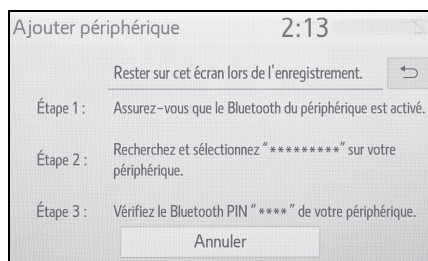 Ajouter périphérique 2:13
Rester sur cet écran lors de l'enregistrement.
Étape 1 : Assurez-vous que le Bluetooth du périphérique est activé.
Étape 2 : Recherchez et sélectionnez "*********" sur votre
périphérique.
Étape 3 : Vérifiez le Bluetooth PIN "****" de votre périphérique.
Annuler